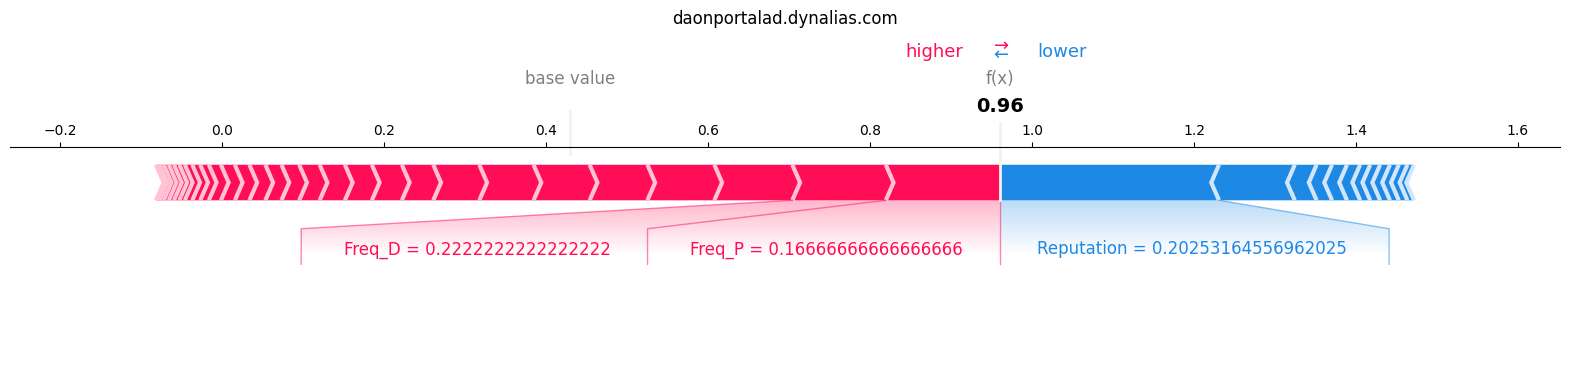 daonportalad.dynalias.com
higher ⇄ lower
base value f(x)
0.96
−0.2 0.0 0.2 0.4 0.6 0.8 1.0 1.2 1.4 1.6
Freq_D = 0.2222222222222222 Freq_P = 0.16666666666666666 Reputation = 0.20253164556962025